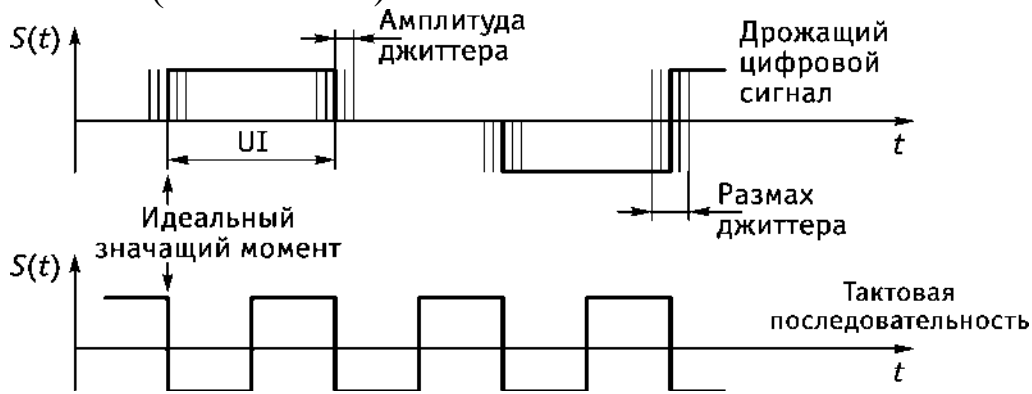 S(t)
Амплитуда
джиттера
Дрожащий
цифровой
сигнал
UI
t
Идеальный
значащий момент
Размах
джиттера
S(t)
Тактовая
последовательность
t